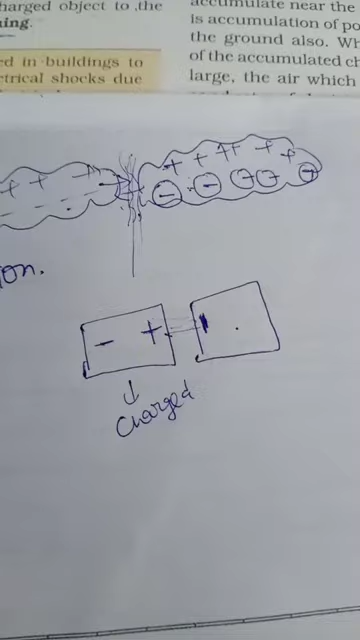 harged object to the
ing.
ed in buildings to
ctrical shocks due
accumulate near the
is accumulation of po
the ground also. Wh
of the accumulated ch
large, the air which
+ + + -
- - -
+ + ++ + +
- - - - -
on.
- +
Charged